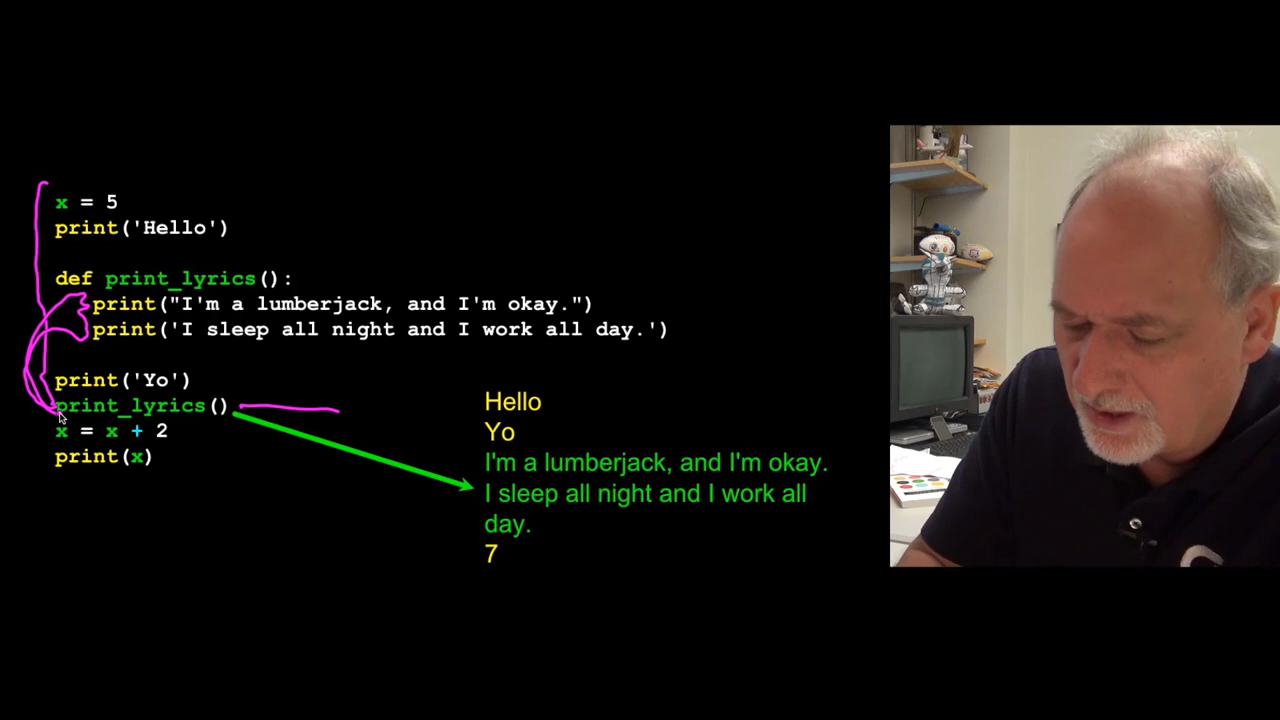 x = 5
print('Hello')
def print_lyrics():
print("I'm a lumberjack, and I'm okay.")
print('I sleep all night and I work all day.')
print('Yo')
print_lyrics()
x = x + 2
print(x)
Hello
Yo
I'm a lumberjack, and I'm okay.
I sleep all night and I work all
day.
7